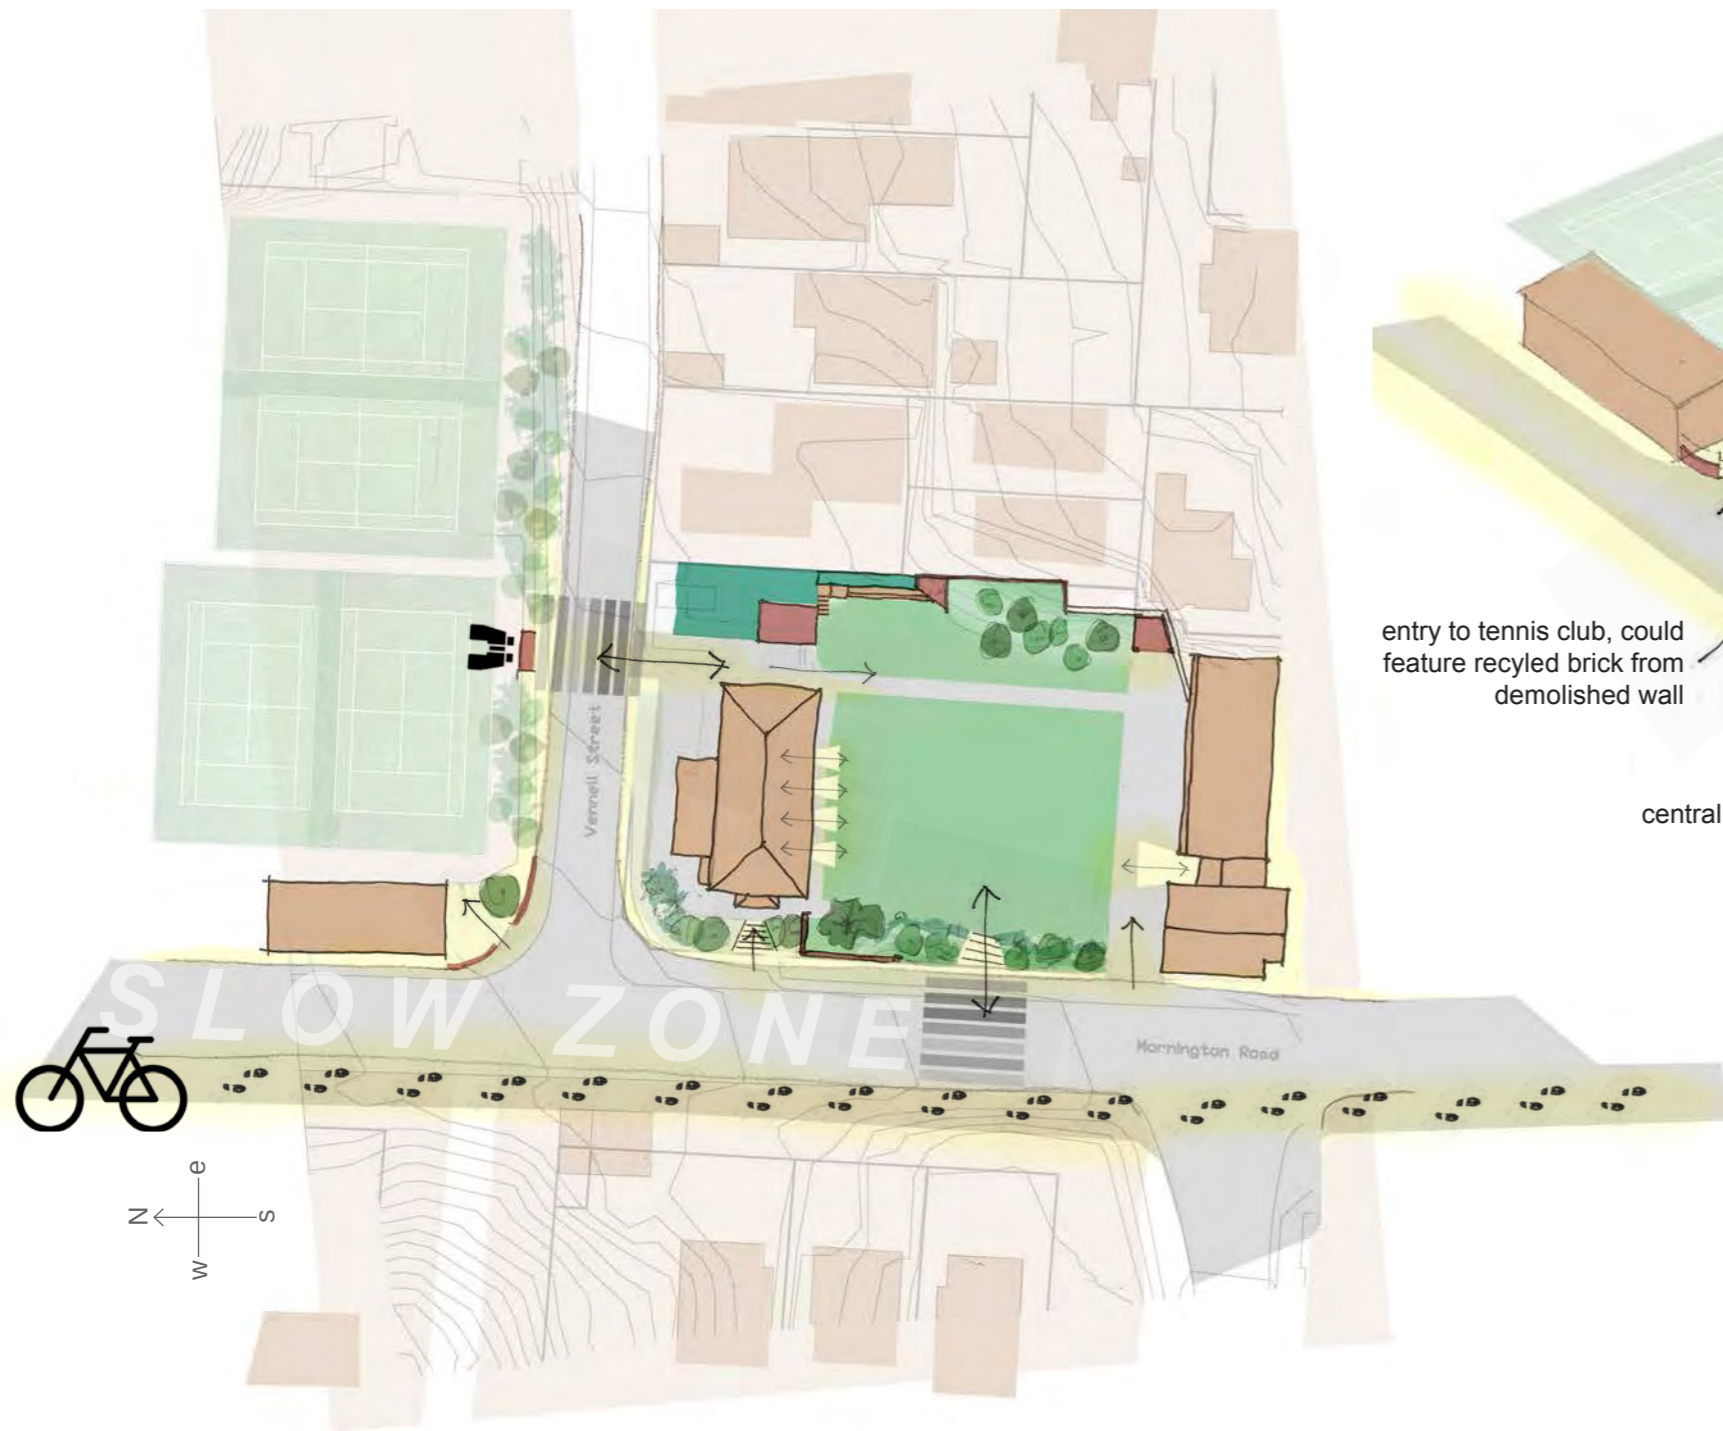 entry to tennis club, could
feature recyled brick from
demolished wall
central
Vennell Street
SLOW ZONE
Mornington Road
e
N
s
w